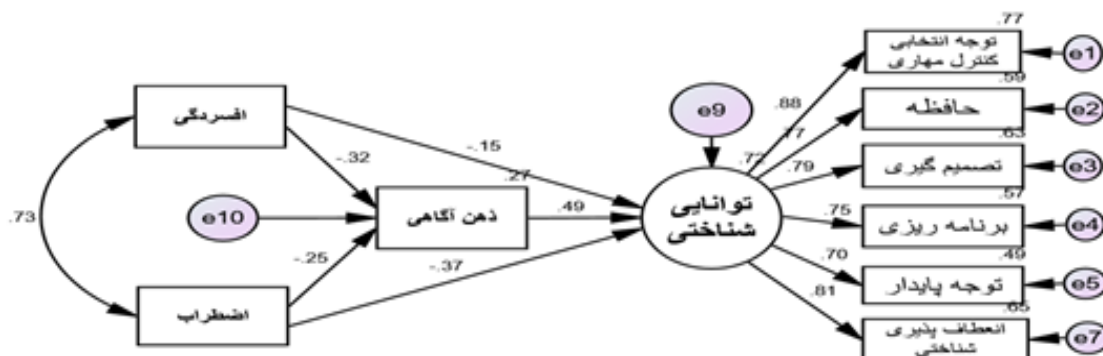 .77
توجه انتخابی
کنترل مهاری
e1
.59
.88
e9
حافظه
e2
افسردگی
.77
.63
-.15
.72
.79
تصمیم گیری
e3
-.32
.27
.57
.73
e10
ذهن آگاهی
.49
توانایی
شناختی
.75
برنامه ریزی
e4
-.25
-.37
.70
.49
توجه پایدار
e5
.81
.65
اضطراب
انعطاف پذیری
شناختی
e7